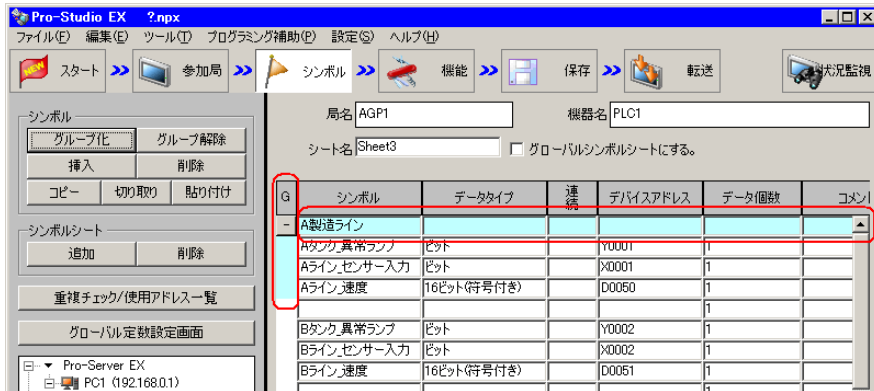 Pro-Studio EX ?.npx
ファイル(F) 編集(E) ツール(T) プログラミング補助(P) 設定(S) ヘルプ(H)
NEW スタート 参加局 シンボル 機能 保存 転送 状況監視
シンボル
グループ化 グループ解除
挿入 削除
コピー 切り取り 貼り付け
シンボルシート
追加 削除
重複チェック/使用アドレス一覧
グローバル定数設定画面
Pro-Server EX
PC1 (192.168.0.1)
局名 AGP1 機器名 PLC1
シート名 Sheet3 グローバルシンボルシートにする。
G シンボル データタイプ 連続 デバイスアドレス データ個数 コメント
- A製造ライン
Aタンク_異常ランプ ビット Y0001 1
Aライン_センサー入力 ビット X0001 1
Aライン_速度 16ビット(符号付き) D0050 1
1
Bタンク_異常ランプ ビット Y0002 1
Bライン_センサー入力 ビット X0002 1
Bライン_速度 16ビット(符号付き) D0051 1